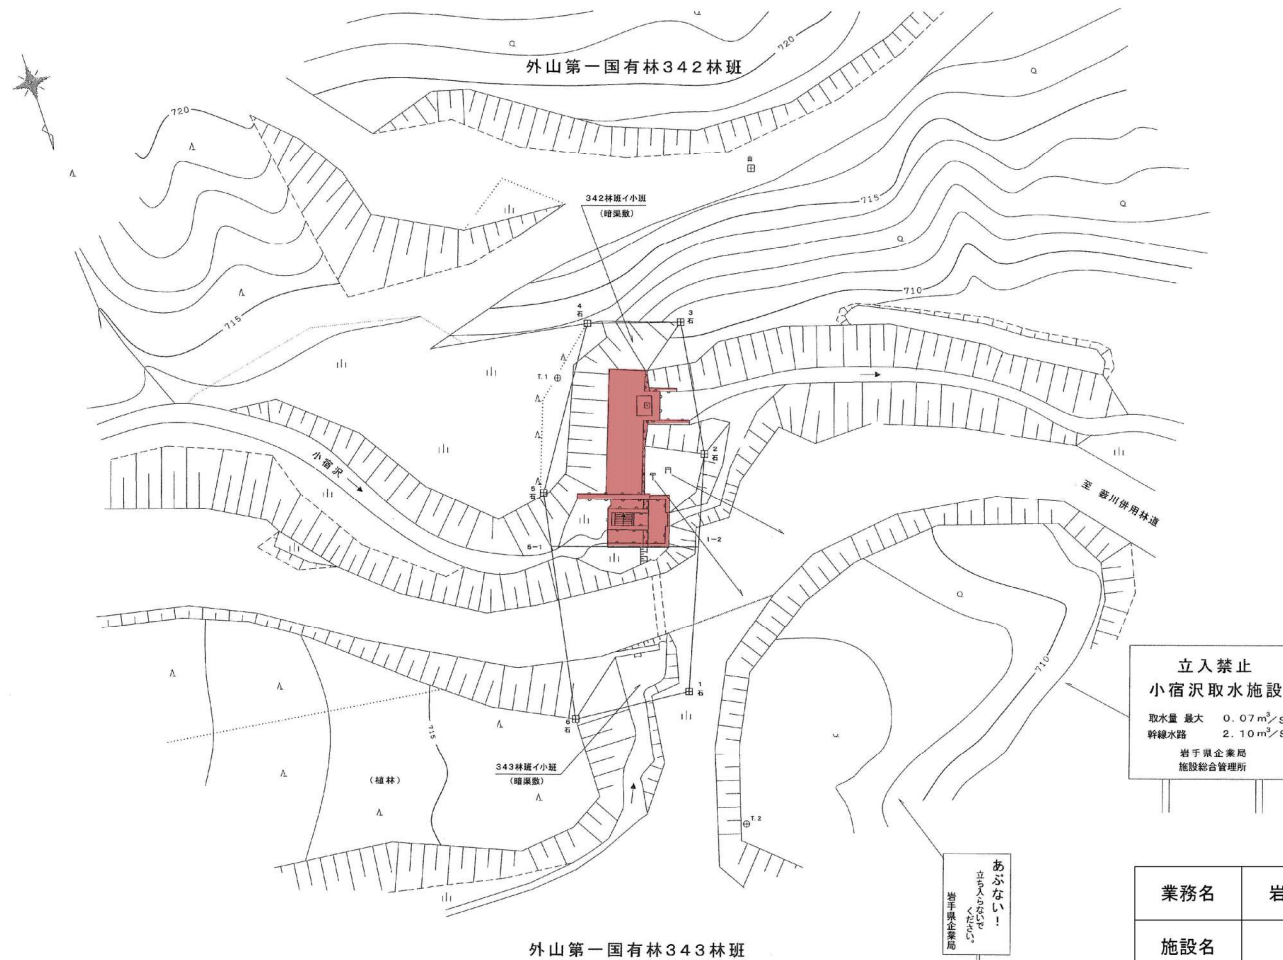 外山第一国有林342林班
720
720
342林班イ小班
(暗渠敷)
715
710
715
4
石
3
石
T.1
小宿沢
2
石
5
石
至 薮川併用林道
5-1
1-2
710
1
石
6
石
715
343林班イ小班
(暗渠敷)
(植林)
T.2
立入禁止
小宿沢取水施設
取水量 最大 0.07m³/S
幹線水路 2.10m³/S
岩手県企業局
施設総合管理所
あぶない!
立ち入らないで
ください。
岩手県企業局
業務名 岩
施設名
外山第一国有林343林班